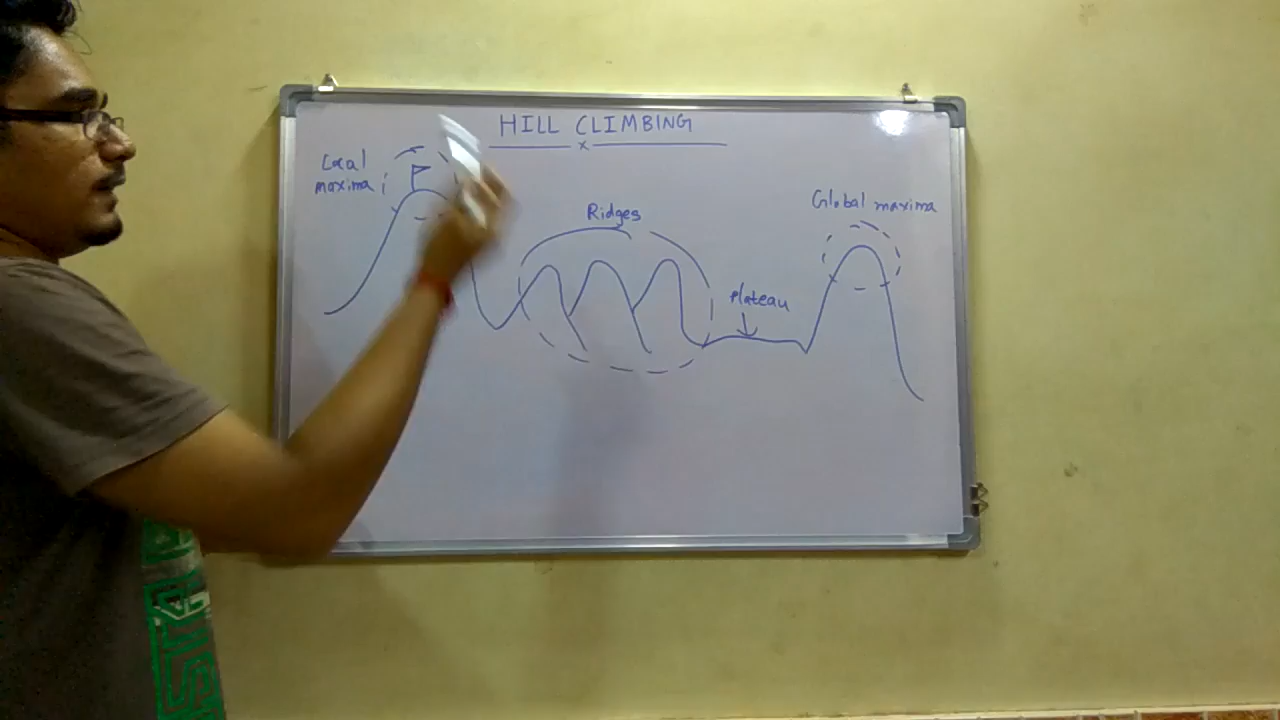 HILL CLIMBING
Local
maxima
Ridges
Global maxima
Plateau